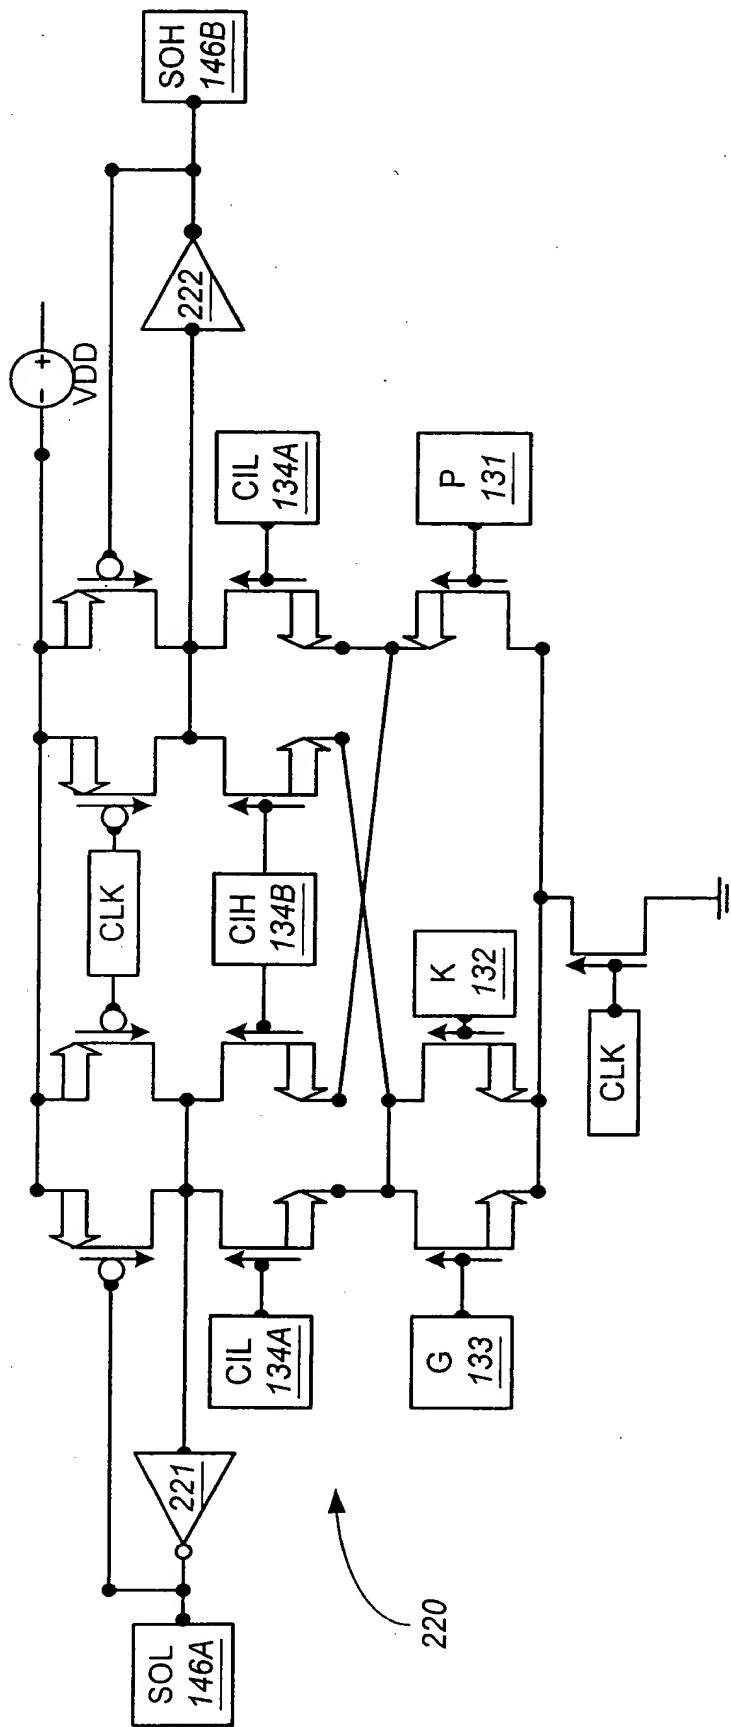 SOH
146B
222
+
-
VDD
CIL
134A
P
131
CLK
CIH
134B
K
132
CLK
CIL
134A
G
133
221
SOL
146A
220